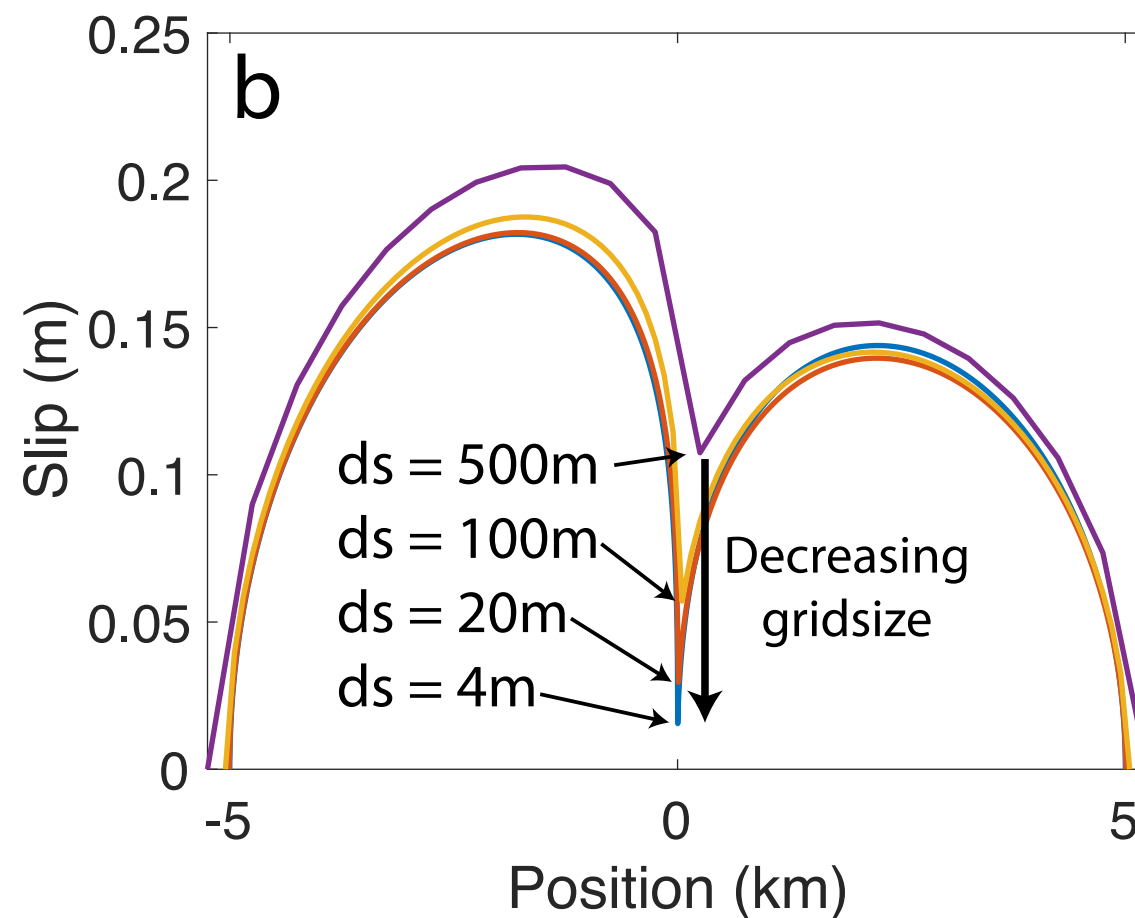 b
0.25
0.2
0.15
0.1
0.05
0
Slip (m)
ds = 500m
ds = 100m
ds = 20m
ds = 4m
Decreasing
gridsize
-5
0
5
Position (km)